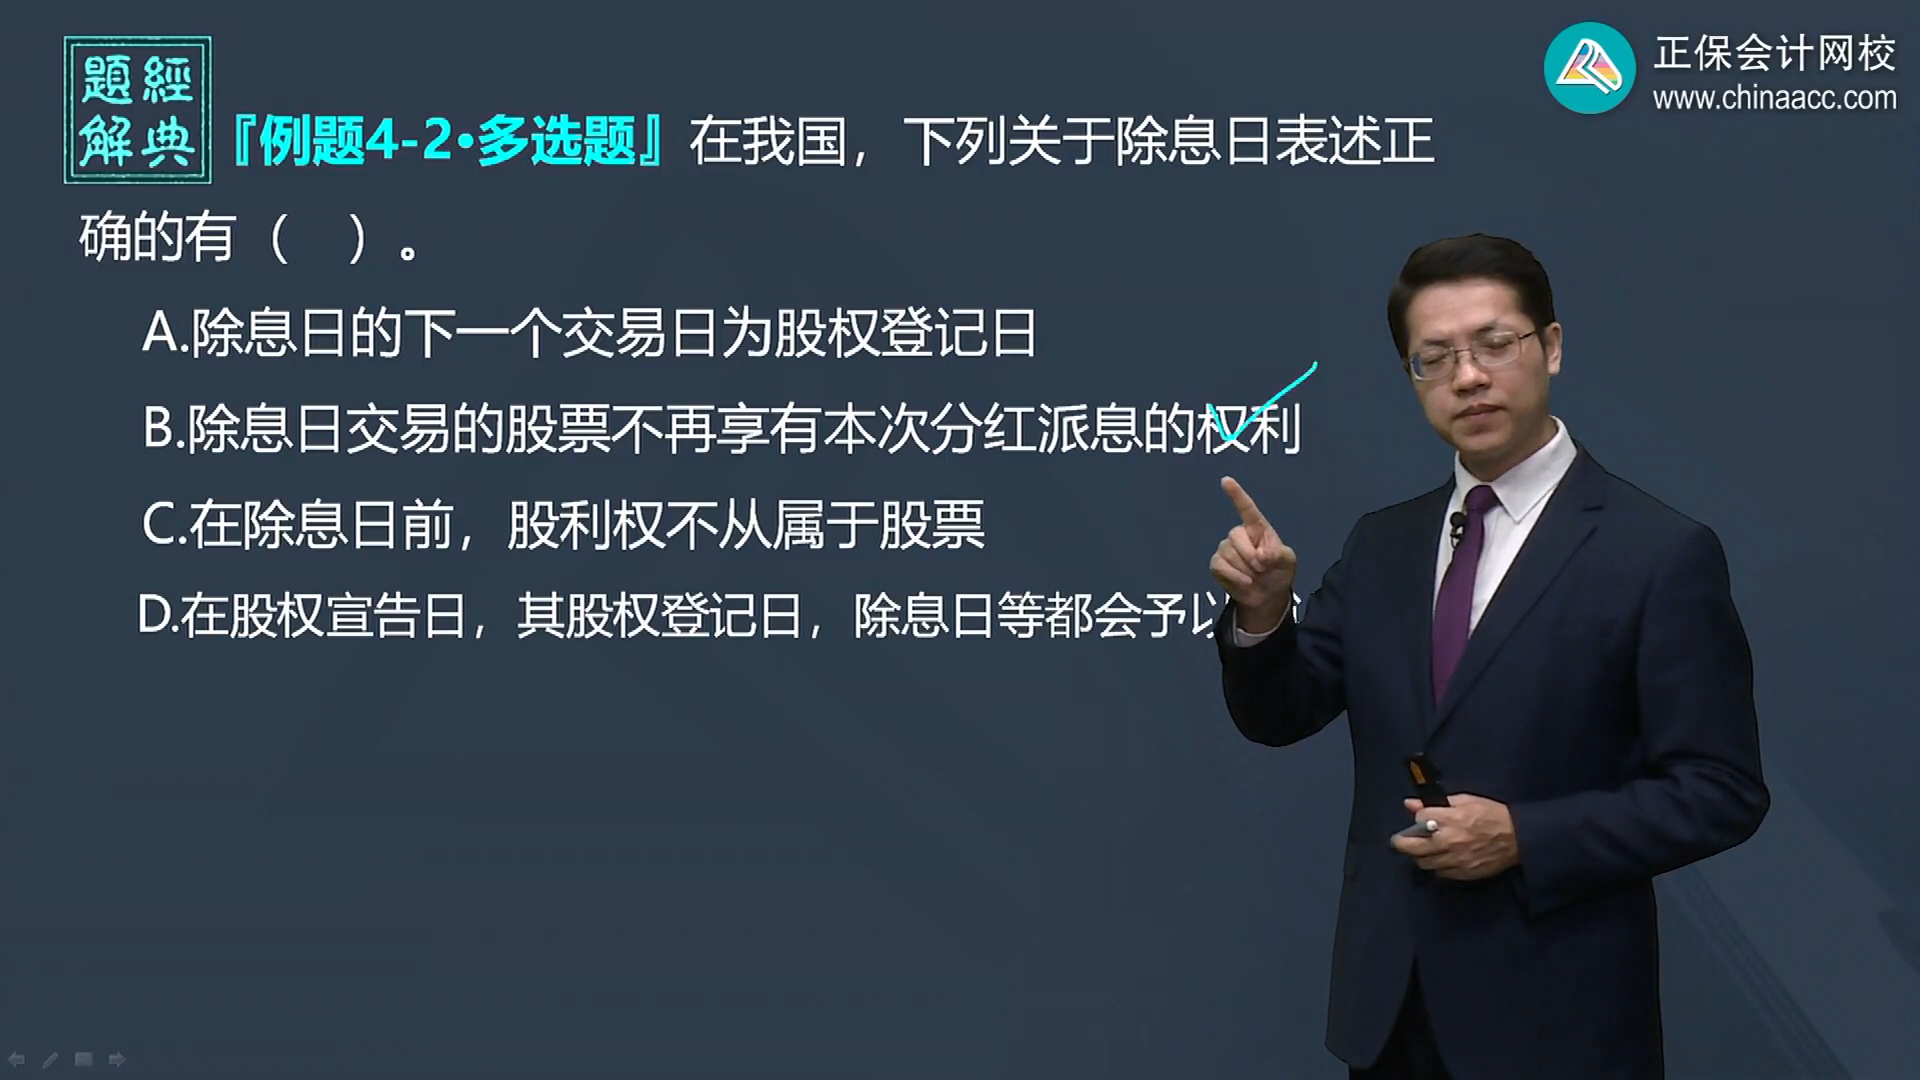 經典
題解
正保会计网校
www.chinaacc.com
『例题4-2•多选题』在我国，下列关于除息日表述正
确的有（ ）。
A.除息日的下一个交易日为股权登记日
B.除息日交易的股票不再享有本次分红派息的权利
C.在除息日前，股利权不从属于股票
D.在股权宣告日，其股权登记日，除息日等都会予以